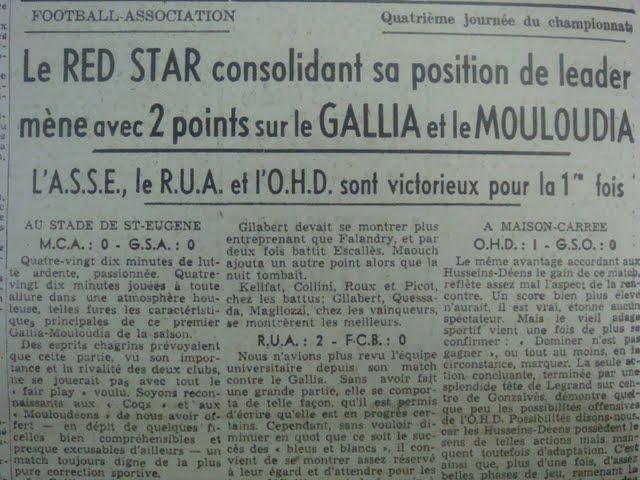 FOOTBALL-ASSOCIATION
Quatrième journée du championnat
Le RED STAR consolidant sa position de leader
mène avec 2 points sur le GALLIA et le MOULOUDIA
L'A.S.S.E., le R.U.A. et l'O.H.D. sont victorieux pour la 1re fois
AU STADE DE ST-EUGENE
M.C.A. : 0 - G.S.A. : 0
Quatre-vingt dix minutes de lut-
te ardente, passionnée. Quatre-
vingt dix minutes jouées à toute
allure dans une atmosphère hou-
leuse, telles fures les caractéristi-
ques principales de ce premier
Gallia-Mouloudia de la saison.
Des esprits chagrins prévoyaient
que cette partie, vu son impor-
tance et la rivalité des deux clubs,
ne se jouerait pas avec tout le
« fair play » voulu. Soyons recon-
naissants aux « Coqs » et aux
« Mouloudéens » de nous avoir of-
fert — en dépit de quelques fi-
celles bien compréhensibles et
presque excusables d'ailleurs — un
match toujours digne de la plus
pure correction sportive.
Gilabert devait se montrer plus
entreprenant que Falandry, et par
deux fois battit Escallès. Maouch
ajouta un autre point alors que la
nuit tombait.
Kellfat, Collini, Roux et Picot,
chez les battus; Gilabert, Quessa-
da, Magliozzi, chez les vainqueurs,
se montrèrent les meilleurs.
R.U.A. : 2 - F.C.B. : 0
Nous n'avions plus revu l'équipe
universitaire depuis son match
contre le Gallia. Sans avoir fait
une grande partie, elle se compor-
ta de telle façon, qu'il est permis
d'écrire qu'elle est en progrès cer-
tains. Cependant, sans vouloir di-
minuer en quoi que ce soit le suc-
cès des « bleus et blancs », il con-
vient de se montrer assez réservé
à leur égard et d'attendre pour les
A MAISON-CARREE
O.H.D. : 1 - G.S.O. : 0
Le même avantage accordant aux
Husseins-Déens le gain de ce match
reflète assez mal l'aspect de la ren-
contre. Un score bien plus élevé
n'aurait, il est vrai, étonné aucun
spectateur. Mais le vieil adage
sportif vient une fois de plus se
confirmer : « Dominer n'est pas
gagner », ou tout au moins, en la
circonstance, marquer. La seule ac-
tion concluante, terminée par une
splendide tête de Legrand sur cen-
tre de Gonzalvès, démontre quel-
que peu les possibilités offensives
de l'O.H.D. Possibilités disons-nous,
car les Husseins-Déens possèdent le
sens de telles actions mais man-
quent toutefois d'adaptation. C'est
ainsi que, plus d'une fois, d'assez
belles phases de jeu, ramenant la